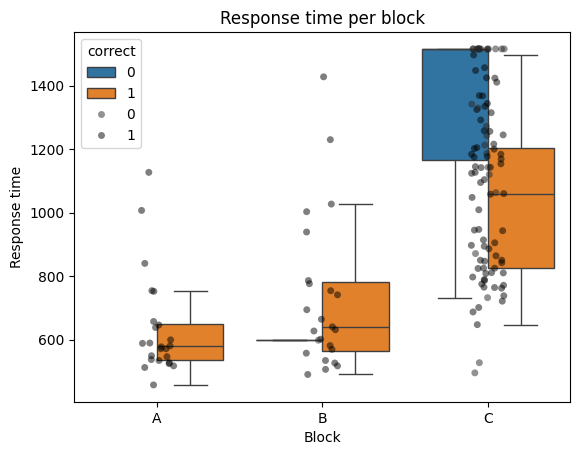 Response time per block
correct
0
1
0
1
Response time
1400
1200
1000
800
600
A B C
Block